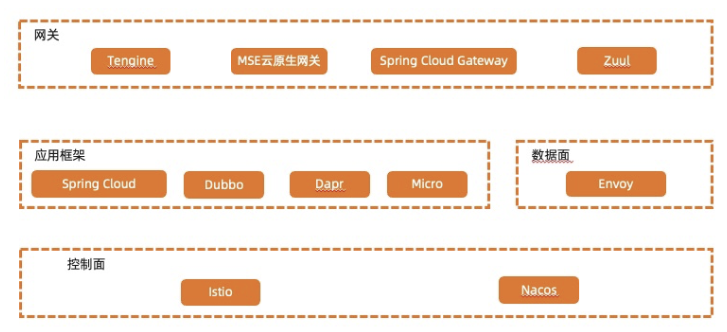 网关
Tengine MSE云原生网关 Spring Cloud Gateway Zuul
应用框架
Spring Cloud Dubbo Dapr Micro
数据面
Envoy
控制面
Istio Nacos